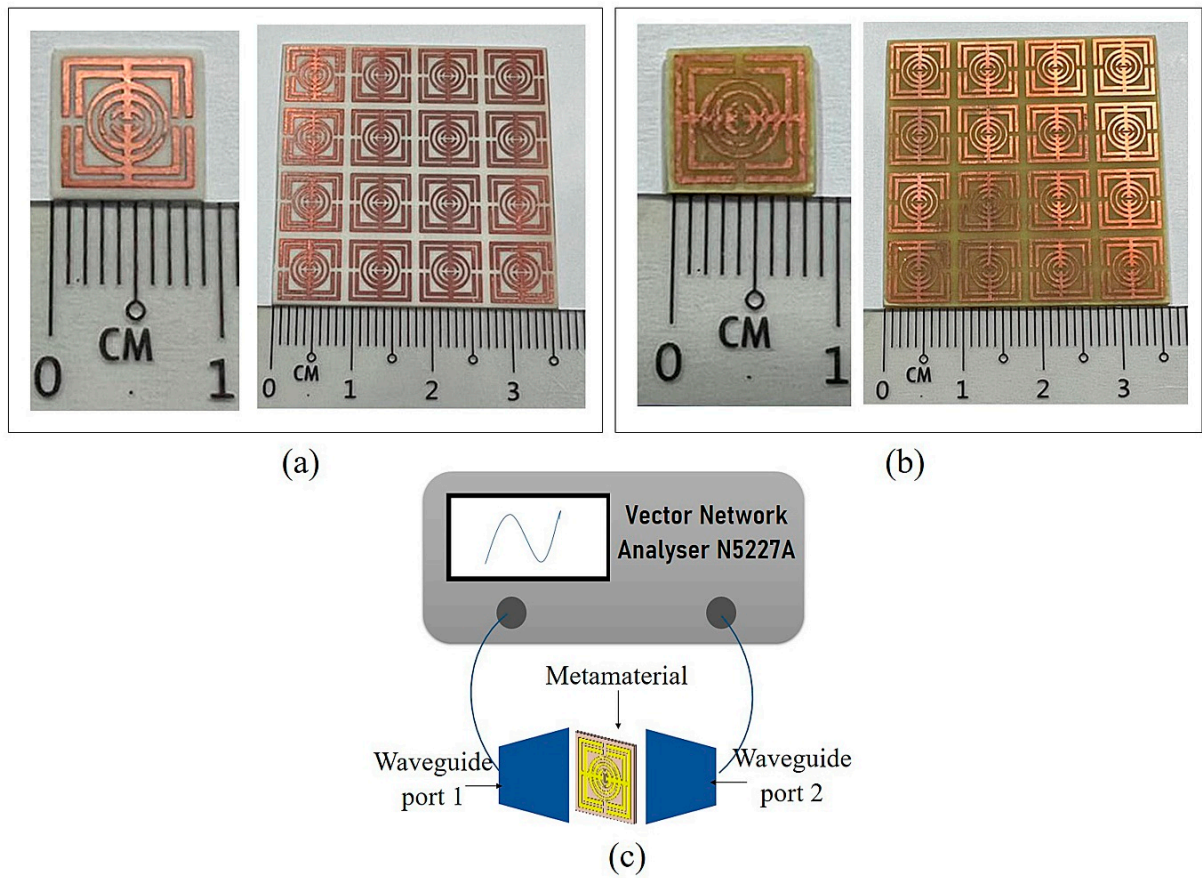 CM
0 1
CM
0 1 2 3
CM
0 1
CM
0 1 2 3
(a)
(b)
Vector Network
Analyser N5227A
Metamaterial
Waveguide
port 1
Waveguide
port 2
(c)